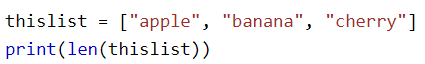 thislist = ["apple", "banana", "cherry"]
print(len(thislist))